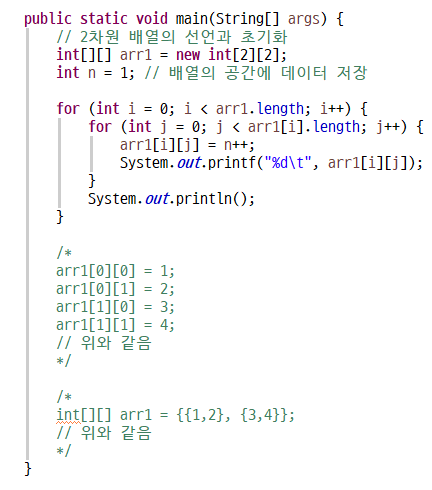 public static void main(String[] args) {
// 2차원 배열의 선언과 초기화
int[][] arr1 = new int[2][2];
int n = 1; // 배열의 공간에 데이터 저장
for (int i = 0; i < arr1.length; i++) {
for (int j = 0; j < arr1[i].length; j++) {
arr1[i][j] = n++;
System.out.printf("%d\t", arr1[i][j]);
}
System.out.println();
}
/*
arr1[0][0] = 1;
arr1[0][1] = 2;
arr1[1][0] = 3;
arr1[1][1] = 4;
// 위와 같음
*/
/*
int[][] arr1 = {{1,2}, {3,4}};
// 위와 같음
*/
}